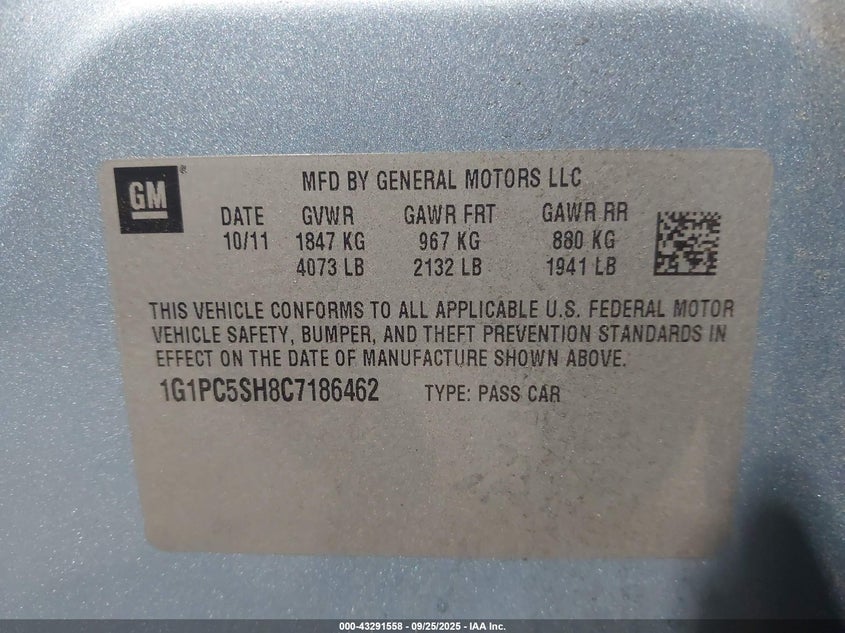 GM
MFD BY GENERAL MOTORS LLC
DATE GVWR GAWR FRT GAWR RR
10/11 1847 KG 967 KG 880 KG
4073 LB 2132 LB 1941 LB
THIS VEHICLE CONFORMS TO ALL APPLICABLE U.S. FEDERAL MOTOR
VEHICLE SAFETY, BUMPER, AND THEFT PREVENTION STANDARDS IN
EFFECT ON THE DATE OF MANUFACTURE SHOWN ABOVE.
1G1PC5SH8C7186462 TYPE: PASS CAR
000-43291558 - 09/25/2025 - IAA Inc.